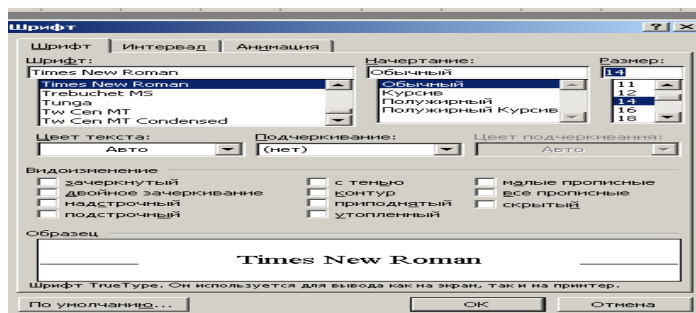 Шрифт
Шрифт Интервал Анимация
Шрифт: Начертание: Размер:
Times New Roman Обычный 14
Times New Roman Обычный 11
Trebuchet MS Курсив 12
Tunga Полужирный 14
Tw Cen MT Полужирный Курсив 16
Tw Cen MT Condensed 18
Цвет текста: Подчеркивание: Цвет подчеркивания:
Авто (нет) Авто
Видоизменение
зачеркнутый с тенью малые прописные
двойное зачеркивание контур все прописные
надстрочный приподнятый скрытый
подстрочный утопленный
Образец
Times New Roman
Шрифт TrueType. Он используется для вывода как на экран, так и на принтер.
По умолчанию... ОК Отмена